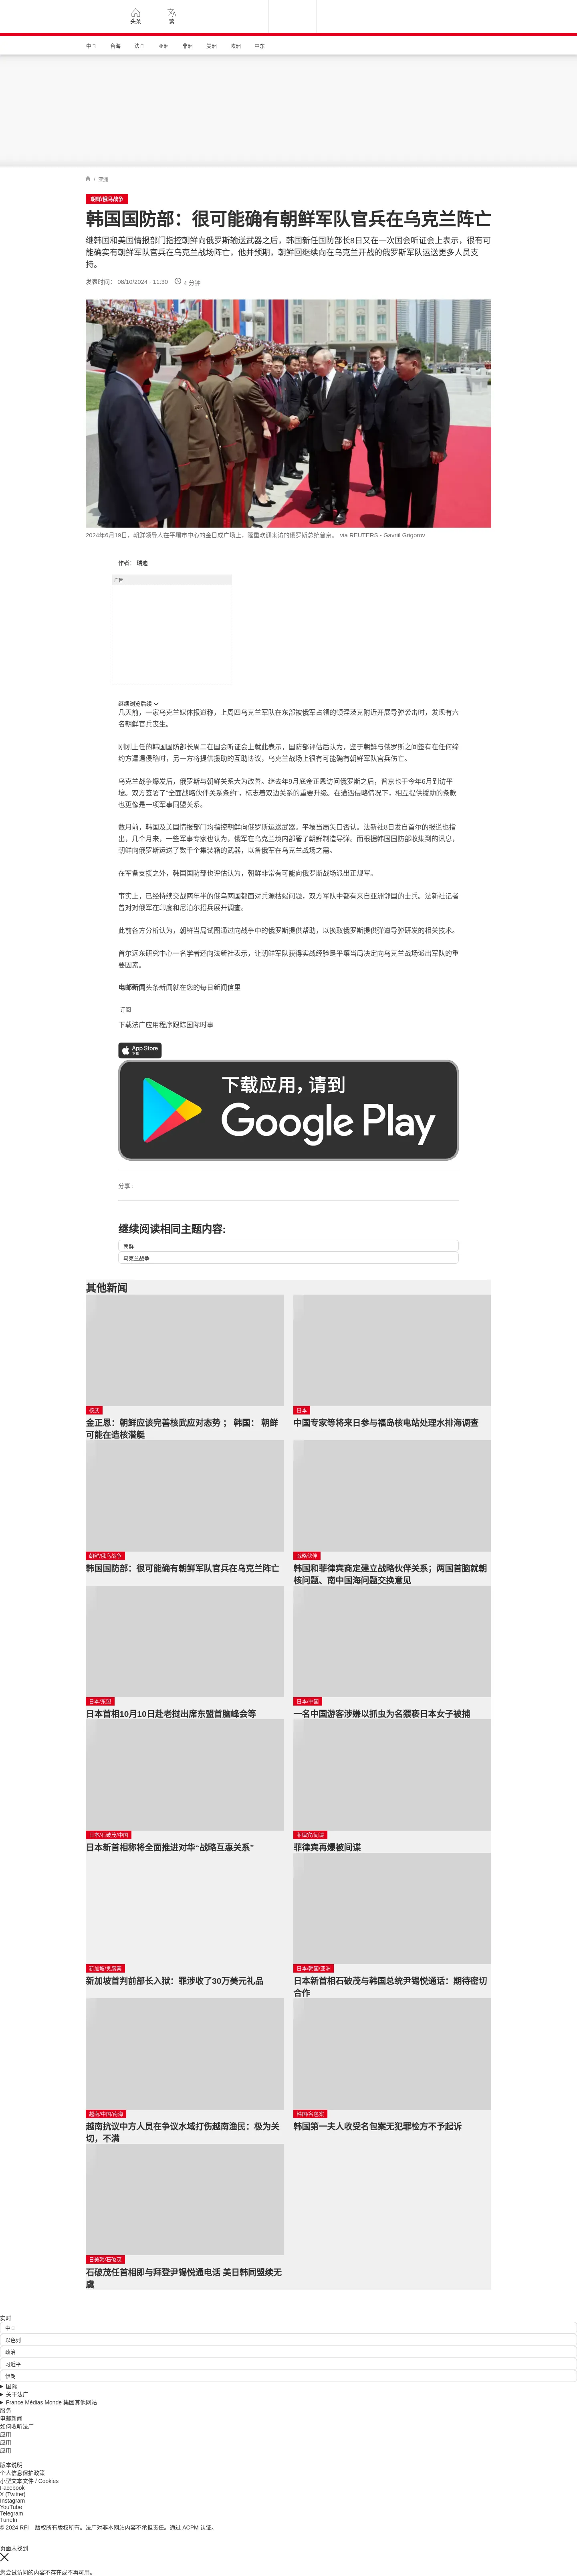 头条
繁
中国
台海
法国
亚洲
非洲
美洲
欧洲
中东
/ 亚洲
朝鲜/俄乌战争
韩国国防部：很可能确有朝鲜军队官兵在乌克兰阵亡
继韩国和美国情报部门指控朝鲜向俄罗斯输送武器之后，韩国新任国防部长8日又在一次国会听证会上表示，很有可
能确实有朝鲜军队官兵在乌克兰战场阵亡，他并预期，朝鲜回继续向在乌克兰开战的俄罗斯军队运送更多人员支
持。
发表时间： 08/10/2024 - 11:30
4 分钟
2024年6月19日，朝鲜领导人在平壤市中心的金日成广场上，隆重欢迎来访的俄罗斯总统普京。 via REUTERS - Gavriil Grigorov
作者： 瑞迪
广告
继续浏览后续
几天前，一家乌克兰媒体报道称，上周四乌克兰军队在东部被俄军占领的顿涅茨克附近开展导弹袭击时，发现有六
名朝鲜官兵丧生。
刚刚上任的韩国国防部长周二在国会听证会上就此表示，国防部评估后认为，鉴于朝鲜与俄罗斯之间签有在任何缔
约方遭遇侵略时，另一方将提供援助的互助协议，乌克兰战场上很有可能确有朝鲜军队官兵伤亡。
乌克兰战争爆发后，俄罗斯与朝鲜关系大为改善。继去年9月底金正恩访问俄罗斯之后，普京也于今年6月到访平
壤。双方签署了“全面战略伙伴关系条约”，标志着双边关系的重要升级。在遭遇侵略情况下，相互提供援助的条款
也更像是一项军事同盟关系。
数月前，韩国及美国情报部门均指控朝鲜向俄罗斯运送武器。平壤当局矢口否认。法新社8日发自首尔的报道也指
出，几个月来，一些军事专家也认为，俄军在乌克兰境内部署了朝鲜制造导弹。而根据韩国国防部收集到的讯息，
朝鲜向俄罗斯运送了数千个集装箱的武器，以备俄军在乌克兰战场之需。
在军备支援之外，韩国国防部也评估认为，朝鲜非常有可能向俄罗斯战场派出正规军。
事实上，已经持续交战两年半的俄乌两国都面对兵源枯竭问题，双方军队中都有来自亚洲邻国的士兵。法新社记者
曾对对俄军在印度和尼泊尔招兵展开调查。
此前各方分析认为，朝鲜当局试图通过向战争中的俄罗斯提供帮助，以换取俄罗斯提供弹道导弹研发的相关技术。
首尔远东研究中心一名学者还向法新社表示，让朝鲜军队获得实战经验是平壤当局决定向乌克兰战场派出军队的重
要因素。
电邮新闻头条新闻就在您的每日新闻信里
订阅
下载法广应用程序跟踪国际时事
App Store
下载
下载应用，请到
Google Play
分享 :
继续阅读相同主题内容:
朝鲜
乌克兰战争
其他新闻
核武
金正恩：朝鲜应该完善核武应对态势 ； 韩国： 朝鲜
可能在造核潜艇
日本
中国专家等将来日参与福岛核电站处理水排海调查
朝鲜/俄乌战争
韩国国防部：很可能确有朝鲜军队官兵在乌克兰阵亡
战略伙伴
韩国和菲律宾商定建立战略伙伴关系；两国首脑就朝
核问题、南中国海问题交换意见
日本/东盟
日本首相10月10日赴老挝出席东盟首脑峰会等
日本/中国
一名中国游客涉嫌以抓虫为名猥亵日本女子被捕
日本/石破茂/中国
日本新首相称将全面推进对华“战略互惠关系”
菲律宾/间谍
菲律宾再爆被间谍
新加坡/贪腐案
新加坡首判前部长入狱：罪涉收了30万美元礼品
日本/韩国/亚洲
日本新首相石破茂与韩国总统尹锡悦通话：期待密切
合作
越南/中国/南海
越南抗议中方人员在争议水域打伤越南渔民：极为关
切，不满
韩国/名包案
韩国第一夫人收受名包案无犯罪检方不予起诉
日美韩/石破茂
石破茂任首相即与拜登尹锡悦通电话 美日韩同盟续无
虞
实时
中国
以色列
政治
习近平
伊朗
国际
关于法广
France Médias Monde 集团其他网站
服务
电邮新闻
如何收听法广
应用
应用
应用
版本说明
个人信息保护政策
小型文本文件 / Cookies
Facebook
X (Twitter)
Instagram
YouTube
Telegram
TuneIn
© 2024 RFI – 版权所有版权所有。法广对非本网站内容不承担责任。通过 ACPM 认证。
页面未找到
您尝试访问的内容不存在或不再可用。